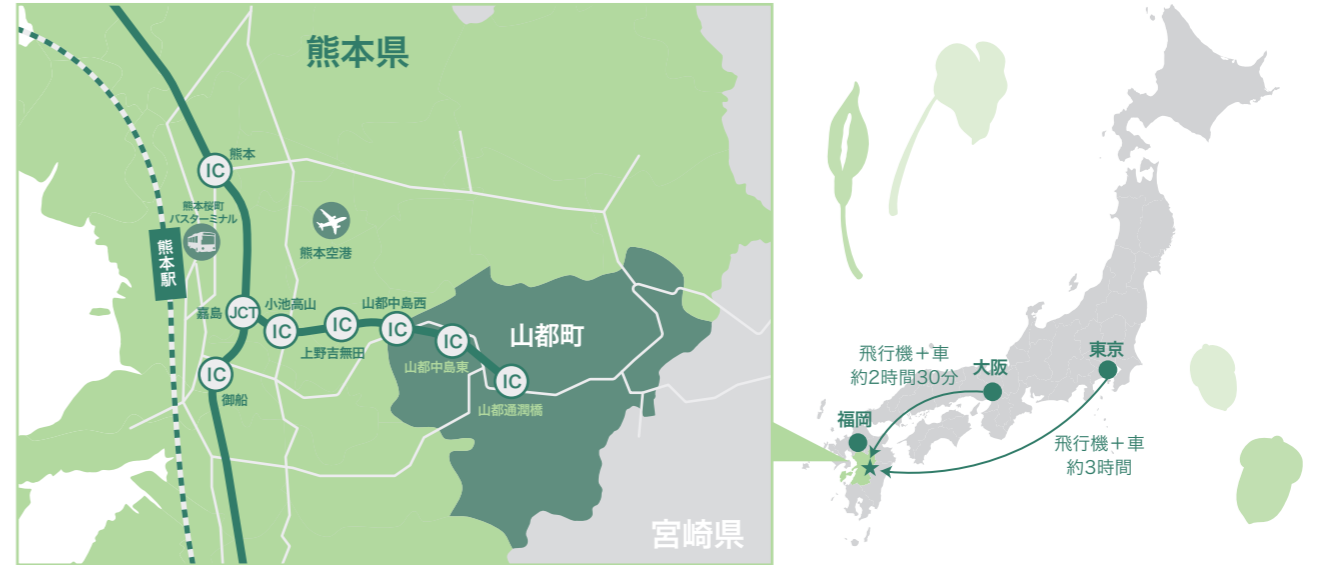 熊本県
IC
熊本
熊本桜町
バスターミナル
熊本駅
熊本空港
嘉島
JCT
小池高山
IC
IC
上野吉無田
山都中島西
IC
IC
山都中島東
IC
山都通潤橋
山都町
IC
御船
宮崎県
飛行機＋車
約2時間30分
大阪
東京
福岡
飛行機＋車
約3時間